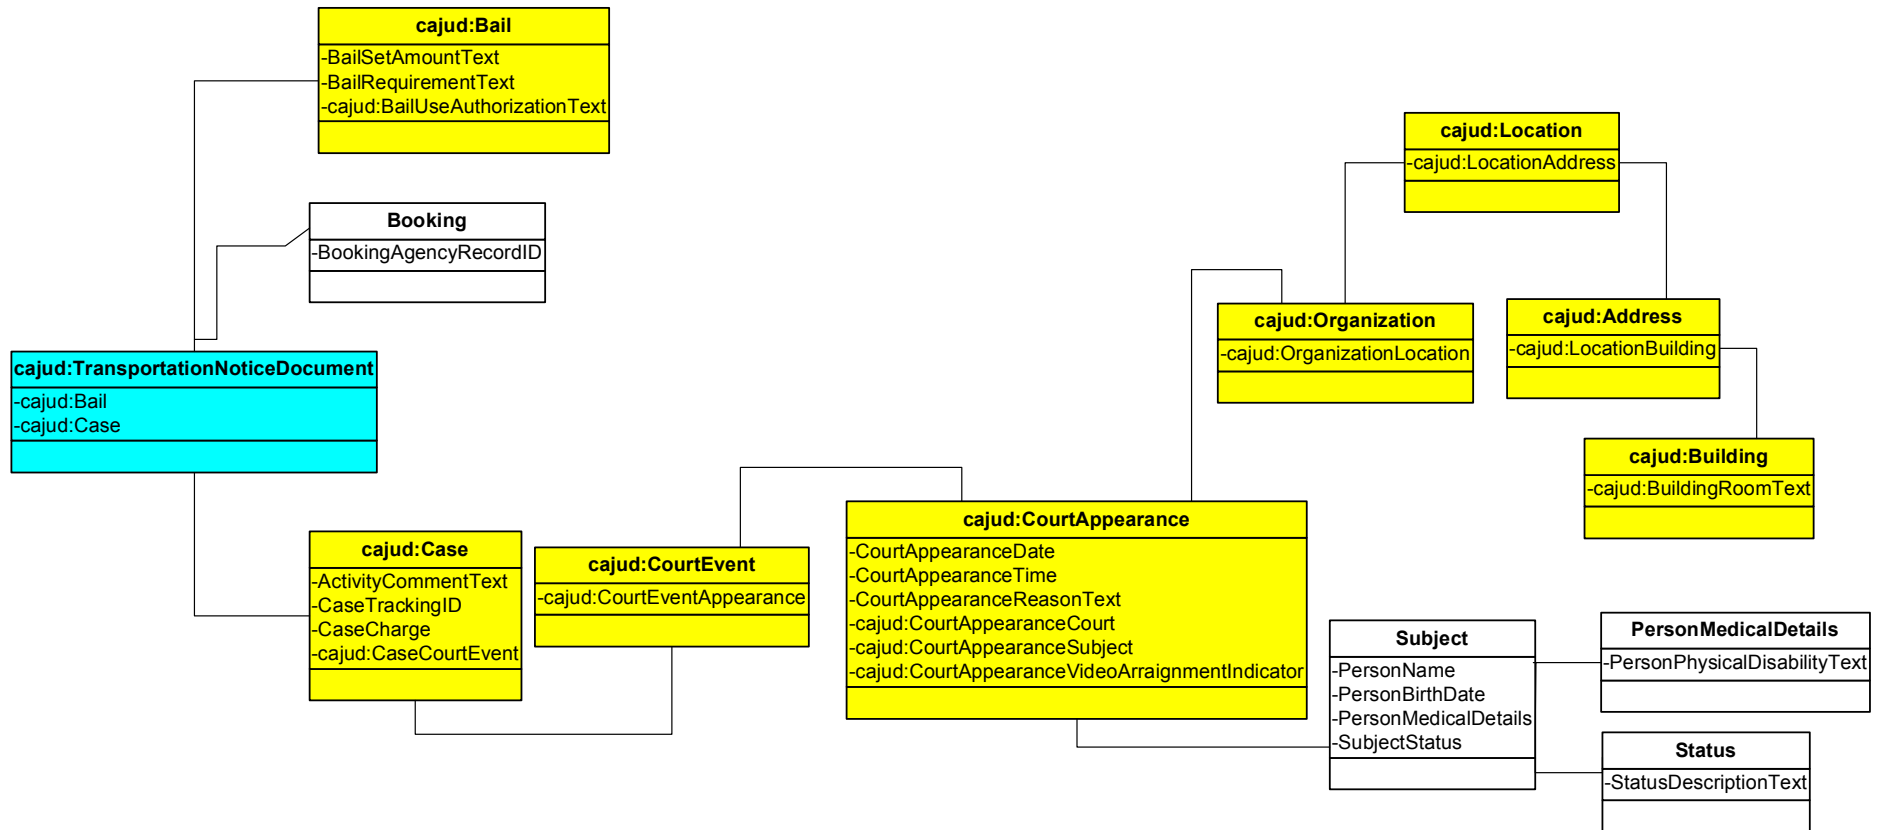 cajud:Bail
-BailSetAmountText
-BailRequirementText
-cajud:BailUseAuthorizationText
Booking
-BookingAgencyRecordID
cajud:TransportationNoticeDocument
-cajud:Bail
-cajud:Case
cajud:Case
-ActivityCommentText
-CaseTrackingID
-CaseCharge
-cajud:CaseCourtEvent
cajud:CourtEvent
-cajud:CourtEventAppearance
cajud:CourtAppearance
-CourtAppearanceDate
-CourtAppearanceTime
-CourtAppearanceReasonText
-cajud:CourtAppearanceCourt
-cajud:CourtAppearanceSubject
-cajud:CourtAppearanceVideoArraignmentIndicator
cajud:Location
-cajud:LocationAddress
cajud:Organization
-cajud:OrganizationLocation
cajud:Address
-cajud:LocationBuilding
cajud:Building
-cajud:BuildingRoomText
Subject
-PersonName
-PersonBirthDate
-PersonMedicalDetails
-SubjectStatus
PersonMedicalDetails
-PersonPhysicalDisabilityText
Status
-StatusDescriptionText